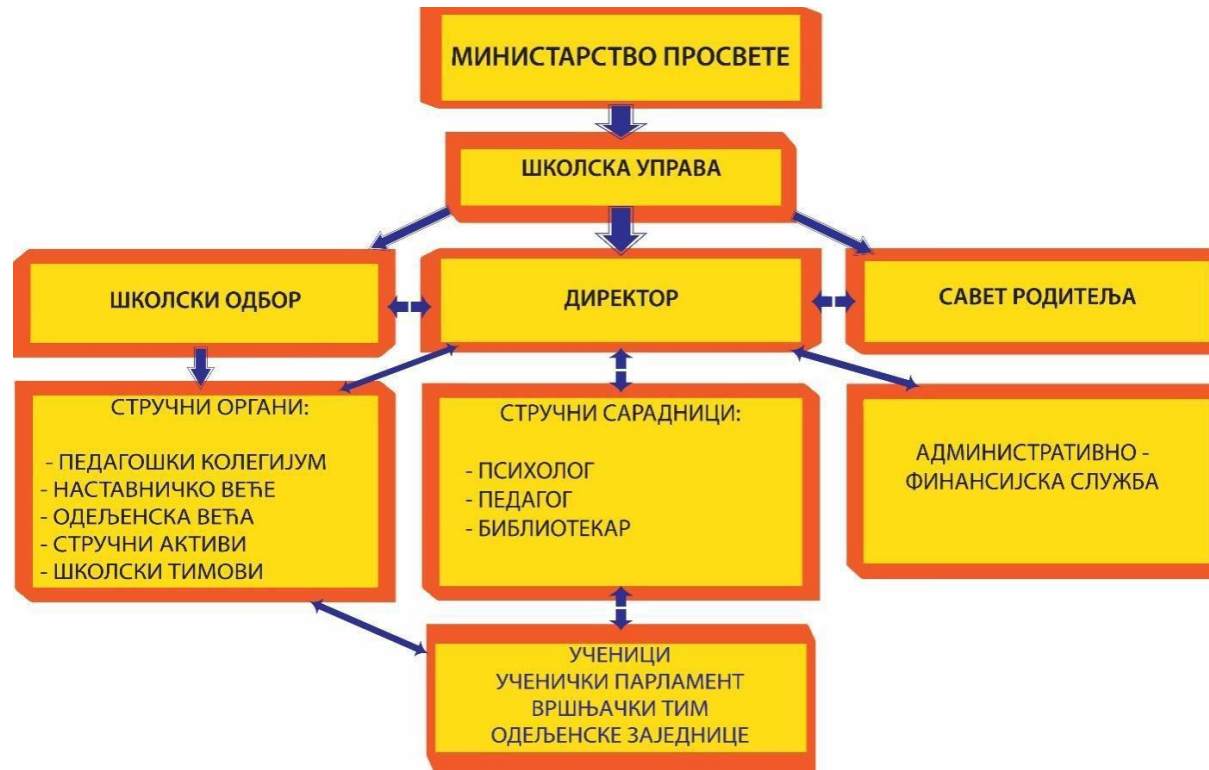 МИНИСТАРСТВО ПРОСВЕТЕ
ШКОЛСКА УПРАВА
ШКОЛСКИ ОДБОР
ДИРЕКТОР
САВЕТ РОДИТЕЉА
СТРУЧНИ ОРГАНИ:
- ПЕДАГОШКИ КОЛЕГИЈУМ
- НАСТАВНИЧКО ВЕЋЕ
- ОДЕЉЕНСКА ВЕЋА
- СТРУЧНИ АКТИВИ
- ШКОЛСКИ ТИМОВИ
СТРУЧНИ САРАДНИЦИ:
- ПСИХОЛОГ
- ПЕДАГОГ
- БИБЛИОТЕКАР
АДМИНИСТРАТИВНО -
ФИНАНСИЈСКА СЛУЖБА
УЧЕНИЦИ
УЧЕНИЧКИ ПАРЛАМЕНТ
ВРШЊАЧКИ ТИМ
ОДЕЉЕНСКЕ ЗАЈЕДНИЦЕ